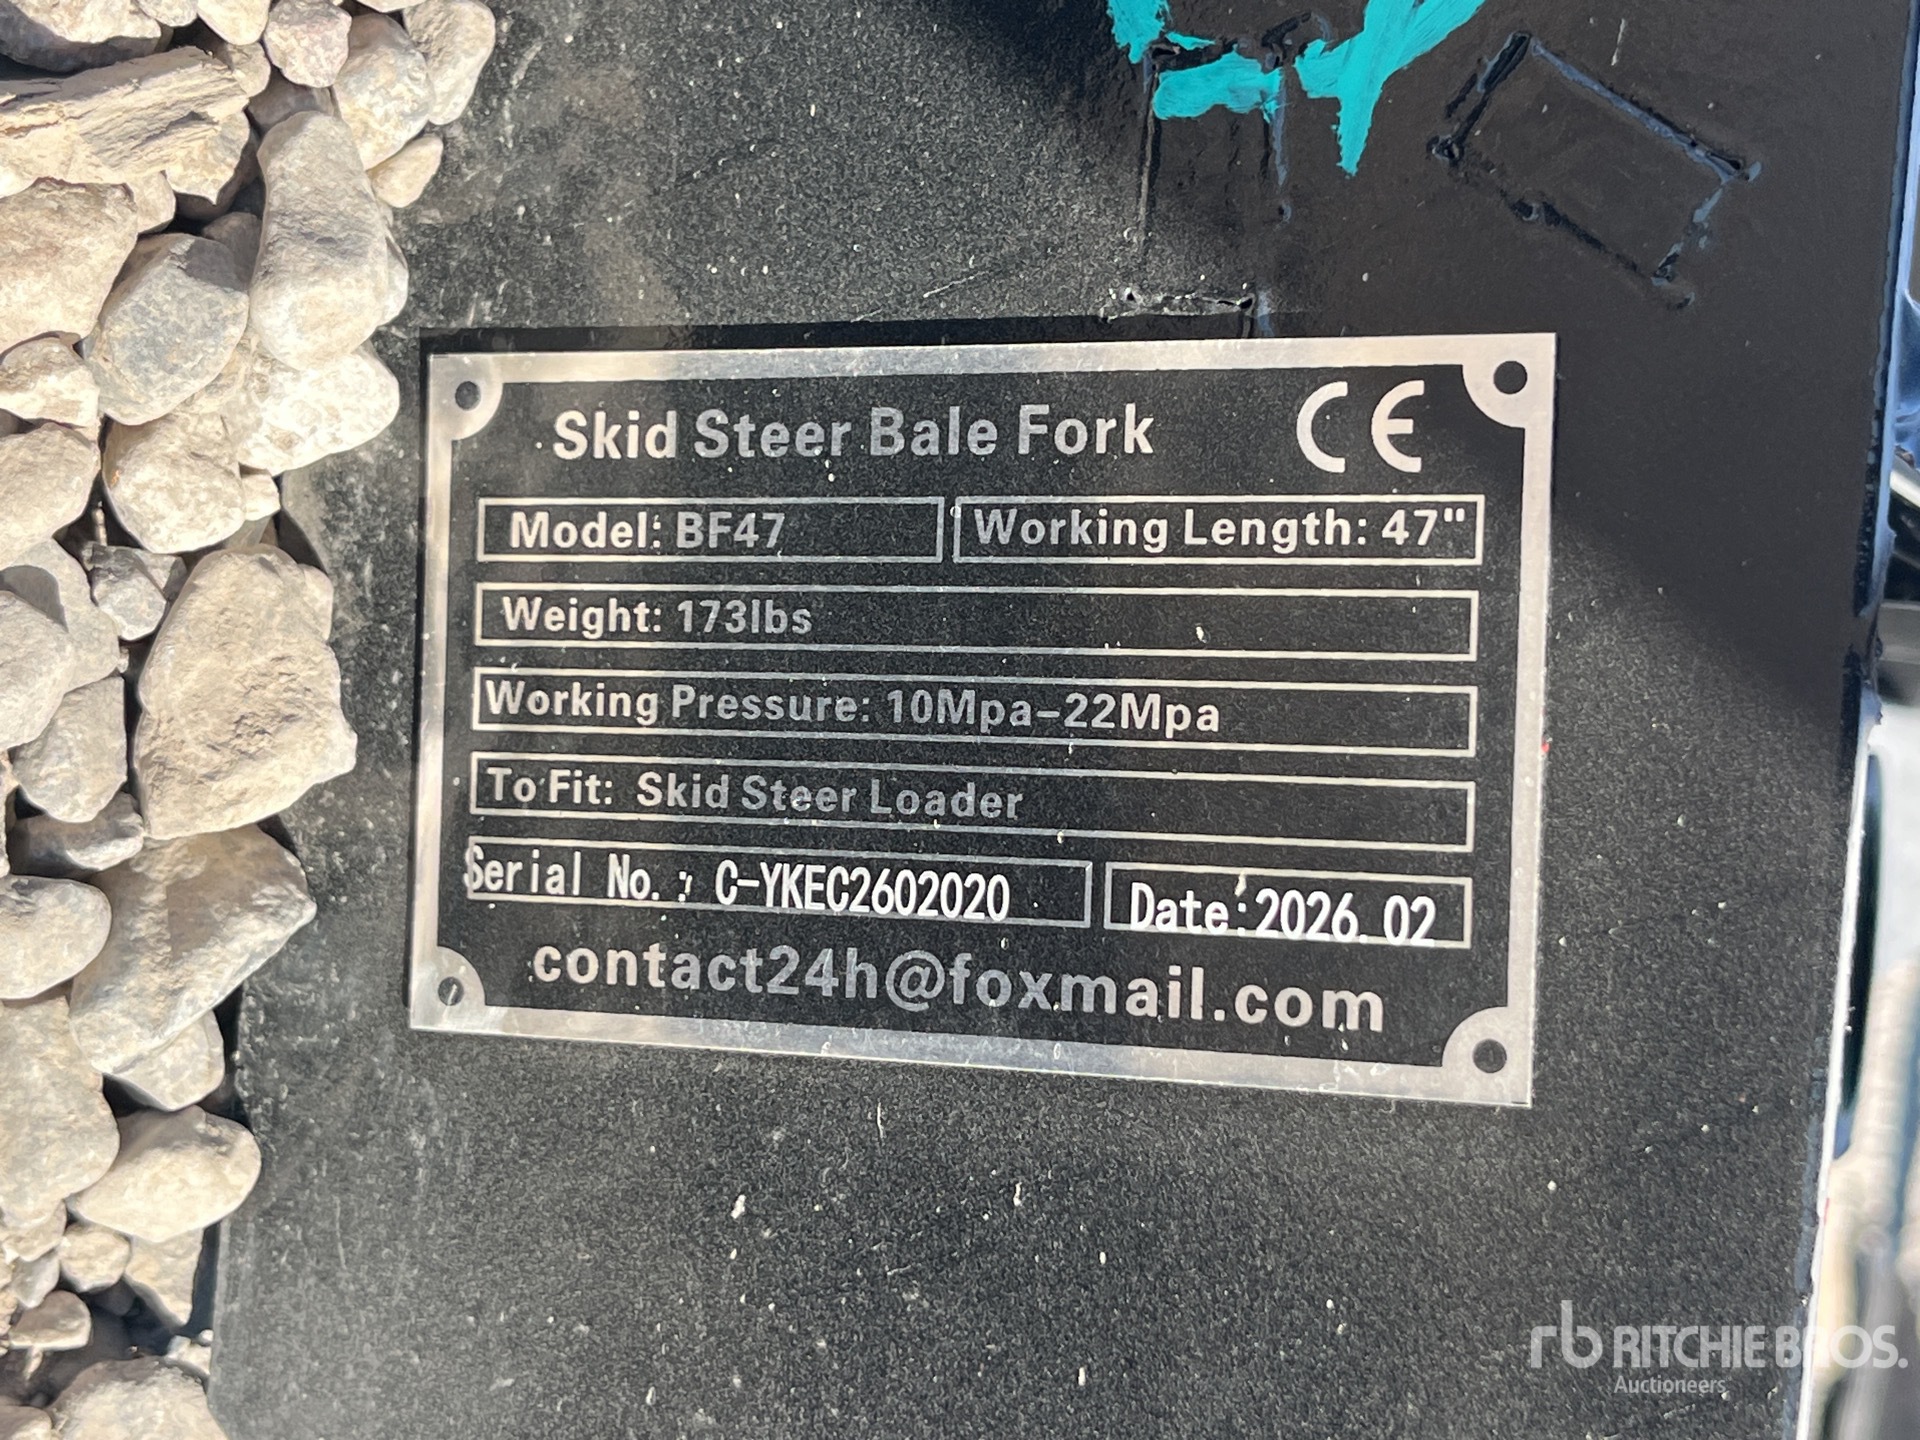 Skid Steer Bale Fork CE
Model: BF47 Working Length: 47"
Weight: 173lbs
Working Pressure: 10Mpa-22Mpa
To Fit: Skid Steer Loader
Serial No.: C-YKEC2602020 Date:2026.02
contact24h@foxmail.com
rb RITCHIE BROS.
Auctioneers